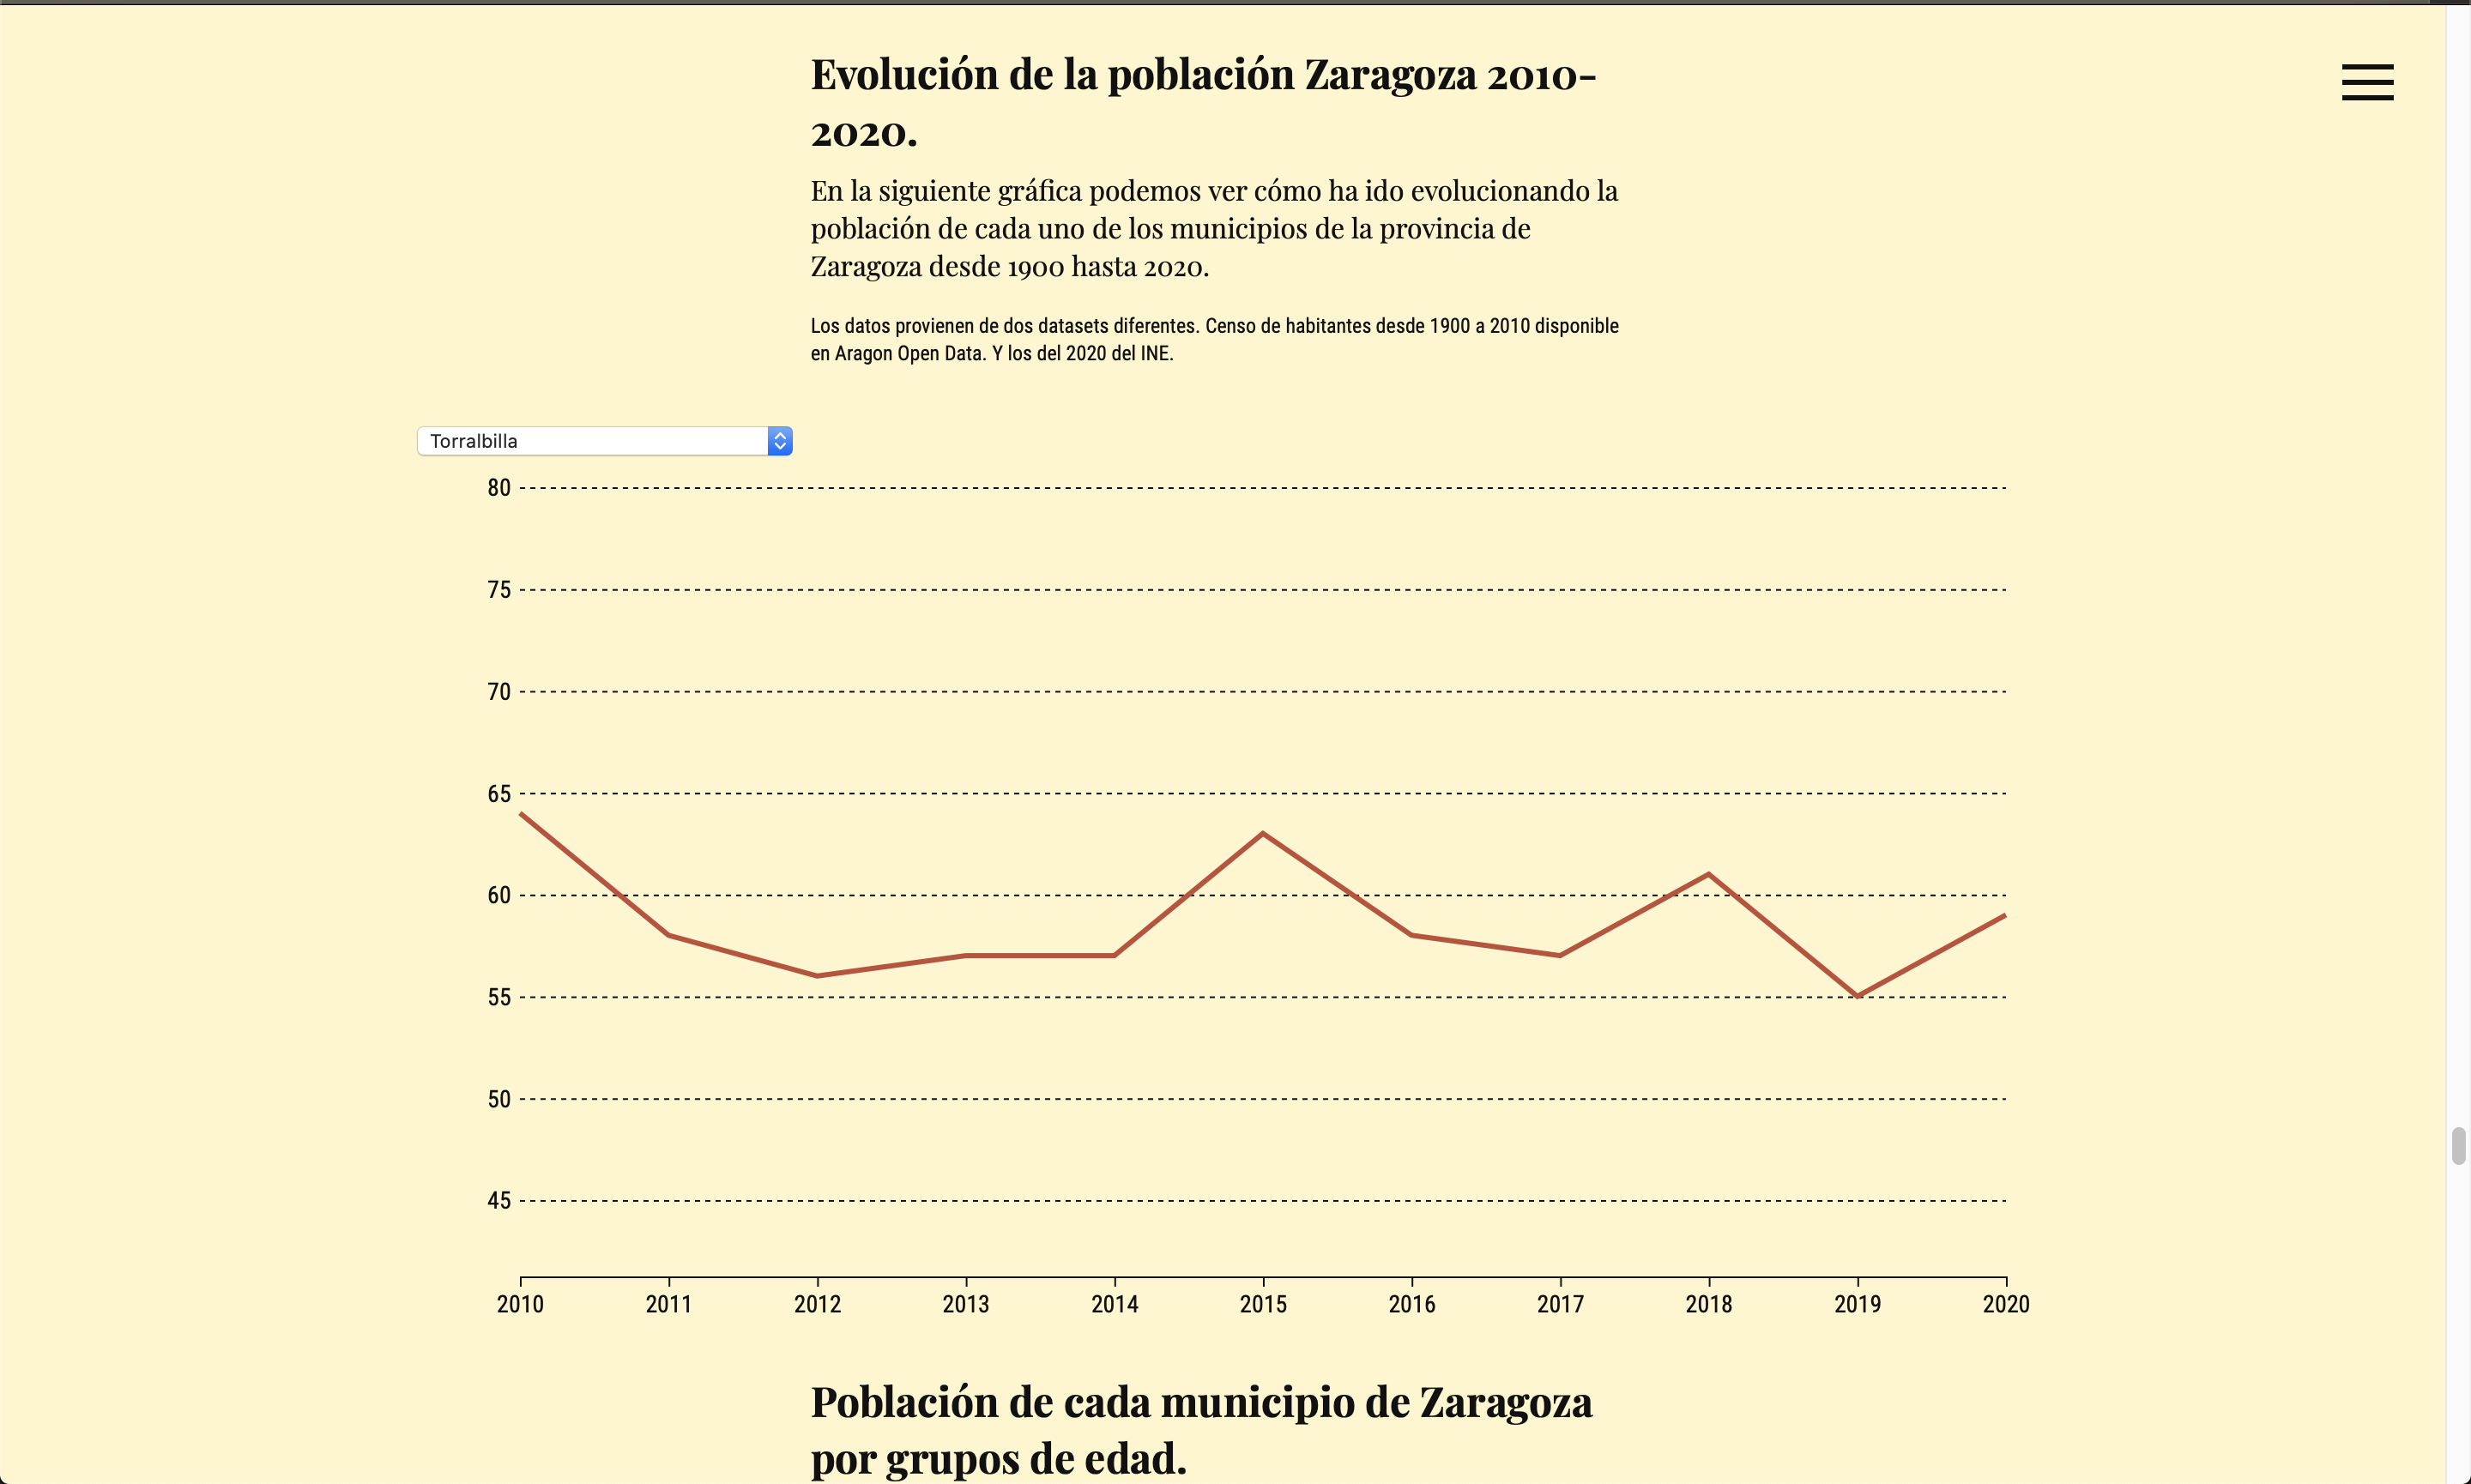 Evolución de la población Zaragoza 2010-
2020.
En la siguiente gráfica podemos ver cómo ha ido evolucionando la
población de cada uno de los municipios de la provincia de
Zaragoza desde 1900 hasta 2020.
Los datos provienen de dos datasets diferentes. Censo de habitantes desde 1900 a 2010 disponible
en Aragon Open Data. Y los del 2020 del INE.
Torralbilla
80
75
70
65
60
55
50
45
2010 2011 2012 2013 2014 2015 2016 2017 2018 2019 2020
Población de cada municipio de Zaragoza
por grupos de edad.